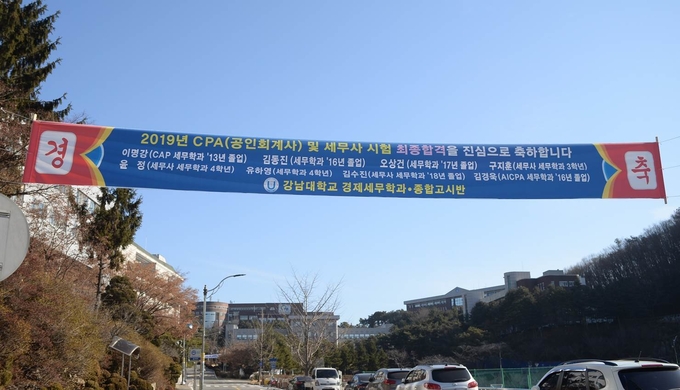 경
2019년 CPA(공인회계사) 및 세무사 시험 최종합격을 진심으로 축하합니다
이명강(CAP 세무학과 '13년 졸업) 김동진(세무학과 '16년 졸업) 오상건(세무학과 '17년 졸업) 구지훈(세무사 세무학과 3학년)
윤 정(세무사 세무학과 4학년) 유하영(세무학과 4학년) 김수진(세무사 세무학과 '18년 졸업) 김경욱(AICPA 세무학과 '16년 졸업)
강남대학교 경제세무학과•종합고시반
축